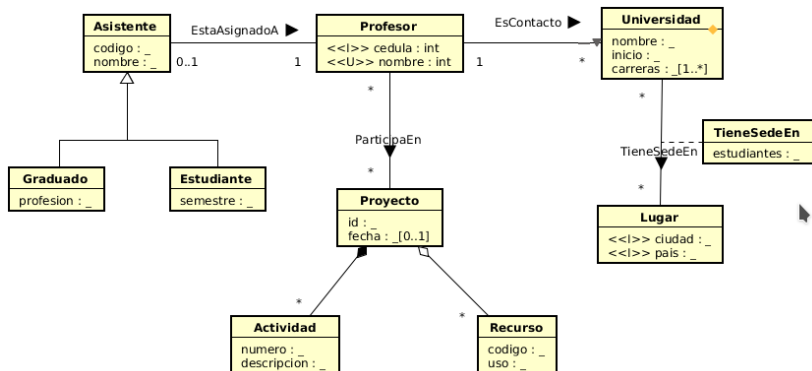 Asistente
codigo : _
nombre : _
EstaAsignadoA
0..1
1
Profesor
<<I>> cedula : int
<<U>> nombre : int
EsContacto
1
*
Universidad
nombre : _
inicio : _
carreras : _[1..*]
*
ParticipaEn
*
*
TieneSedeEn
*
TieneSedeEn
estudiantes : _
Graduado
profesion : _
Estudiante
semestre : _
Proyecto
id : _
fecha : _[0..1]
Lugar
<<I>> ciudad : _
<<I>> pais : _
*
*
Actividad
numero : _
descripcion : _
Recurso
codigo : _
uso : _